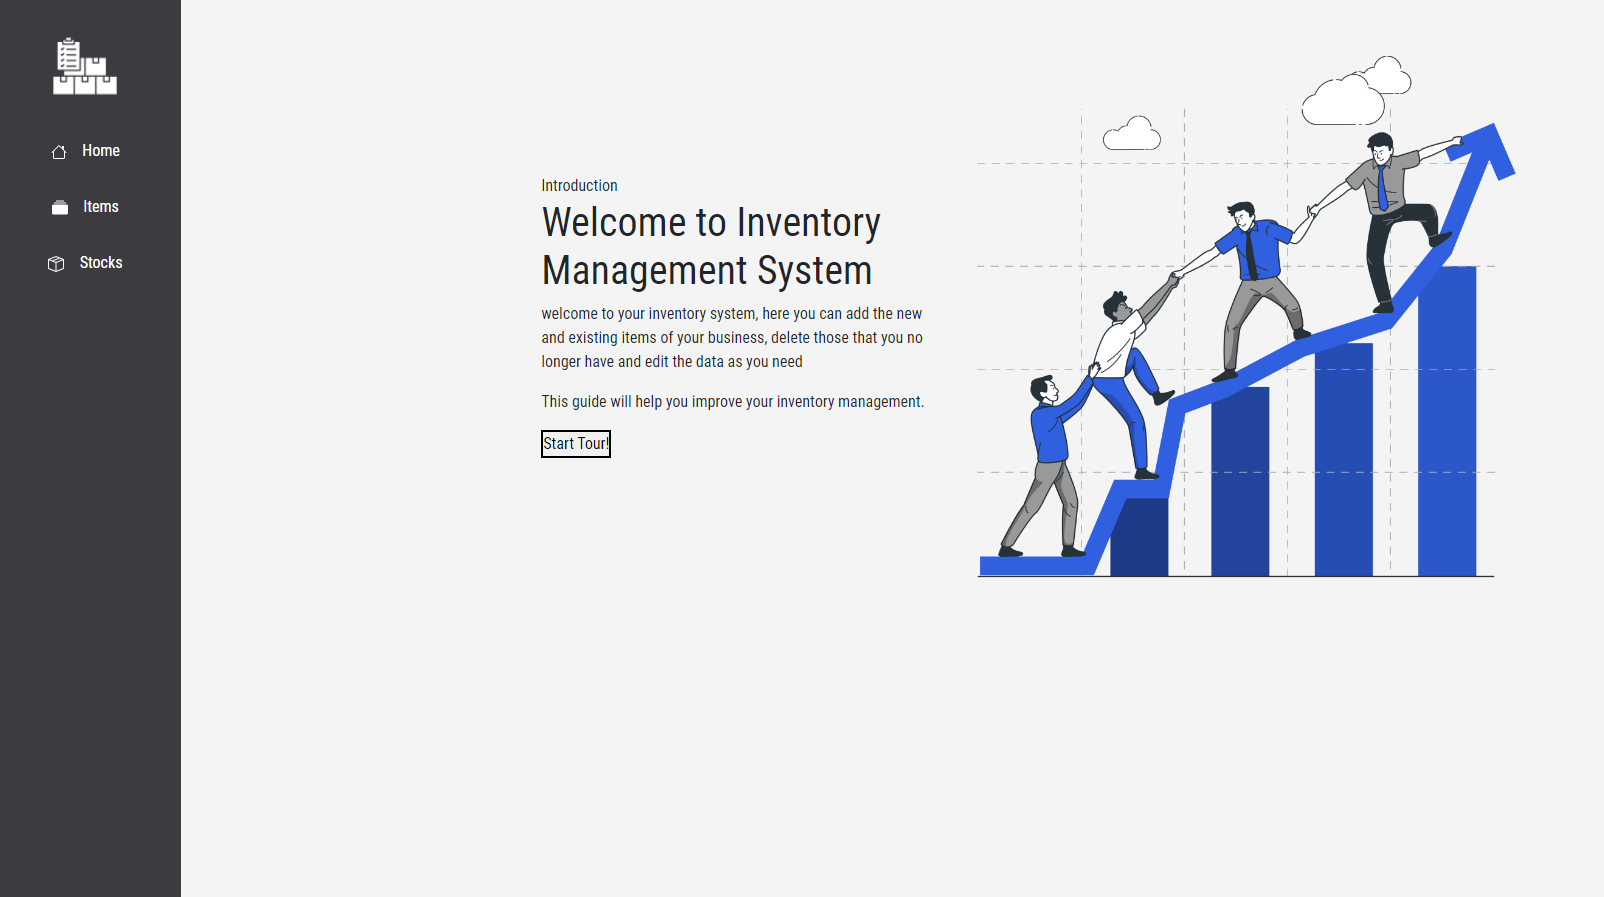 Home
Items
Stocks
Introduction
Welcome to Inventory
Management System
welcome to your inventory system, here you can add the new
and existing items of your business, delete those that you no
longer have and edit the data as you need
This guide will help you improve your inventory management.
Start Tour!